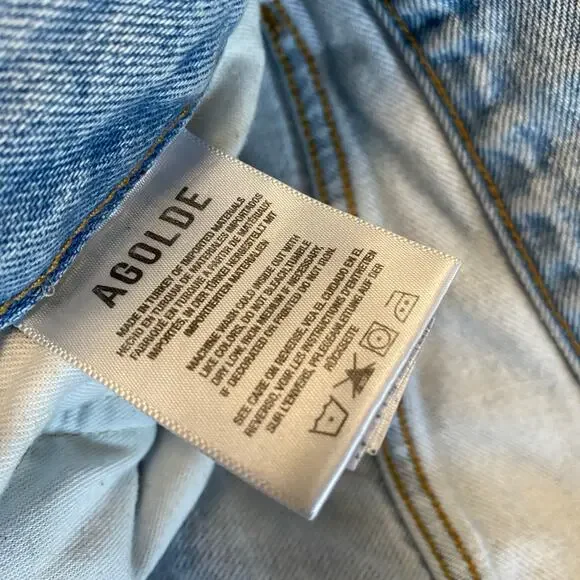 AGOLDE
MADE IN TURKEY OF IMPORTED MATERIALS
HECHO EN TURQUIA DE MATERIALES IMPORTADOS
FABRIQUÉ EN TURQUIE À PARTIR DE MATERIAUX
IMPORTÉS, IN DER TÜRKEI HERGESTELLT MIT
IMPORTIERTEN MATERIALIEN
MACHINE WASH COLD INSIDE OUT WITH
LIKE COLORS, DO NOT BLEACH, TUMBLE
DRY LOW, IRON MEDIUM IF NECESSARY.
IF DECORATED OR PRINTED DO NOT IRON.
SEE CARE ON REVERSE, VEA EL CUIDADO EN EL
REVERSO, VOIR LES INSTRUCTIONS D'ENTRETIEN
SUR L'ENVERS, PFLEGEANLEITUNG AUF DER
RÜCKSEITE